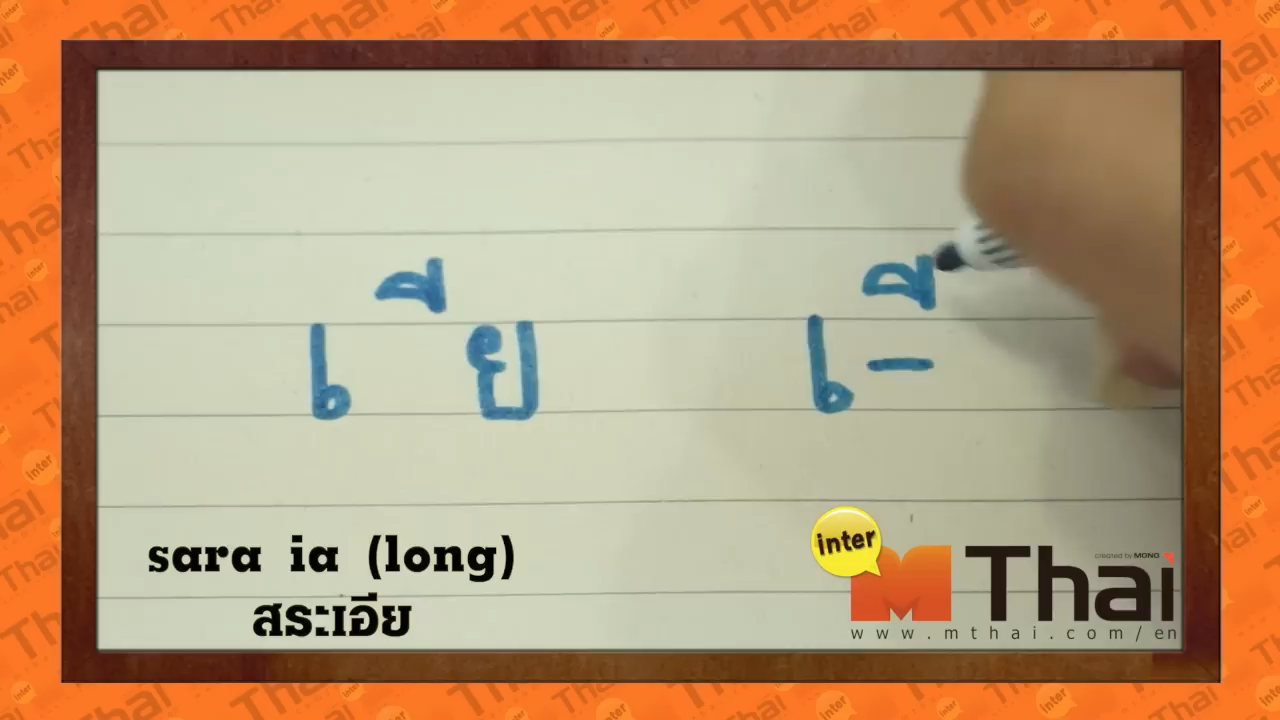 เ ี ย เ-ี
sara ia (long)
สระเอีย
inter
MThai
created by MONO
www.mthai.com/en